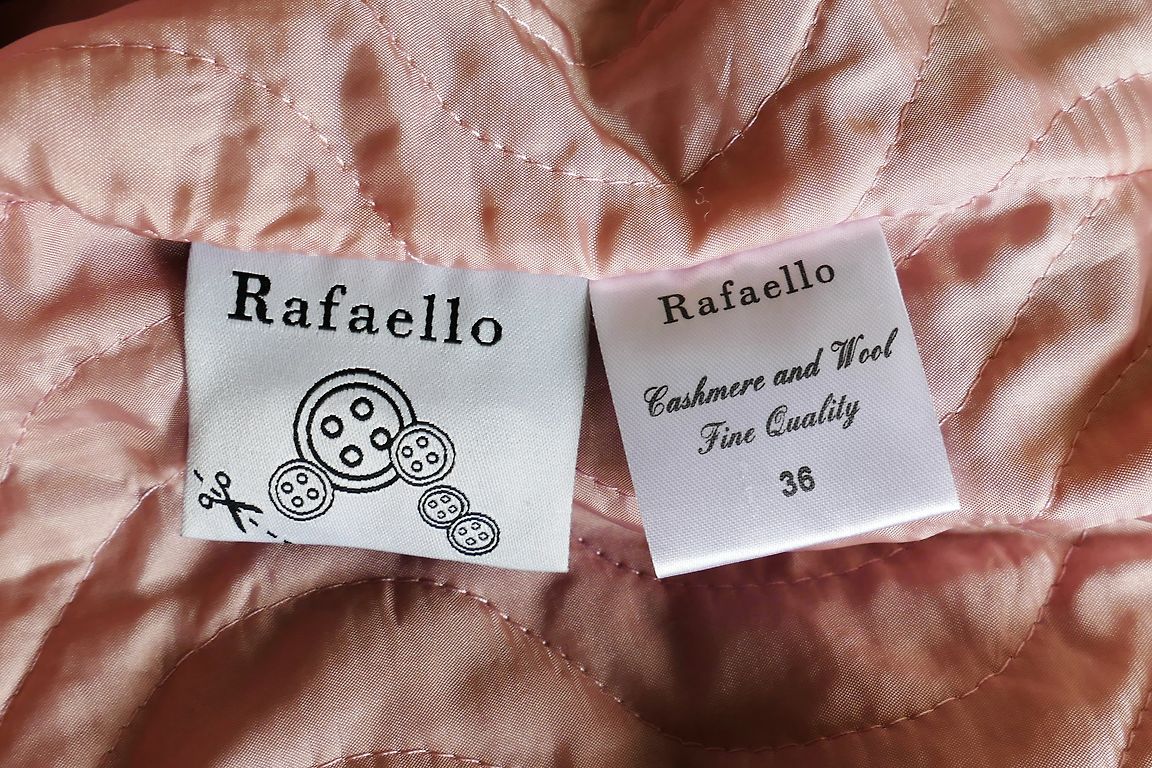 Rafaello
Rafaello
Cashmere and Wool
Fine Quality
36